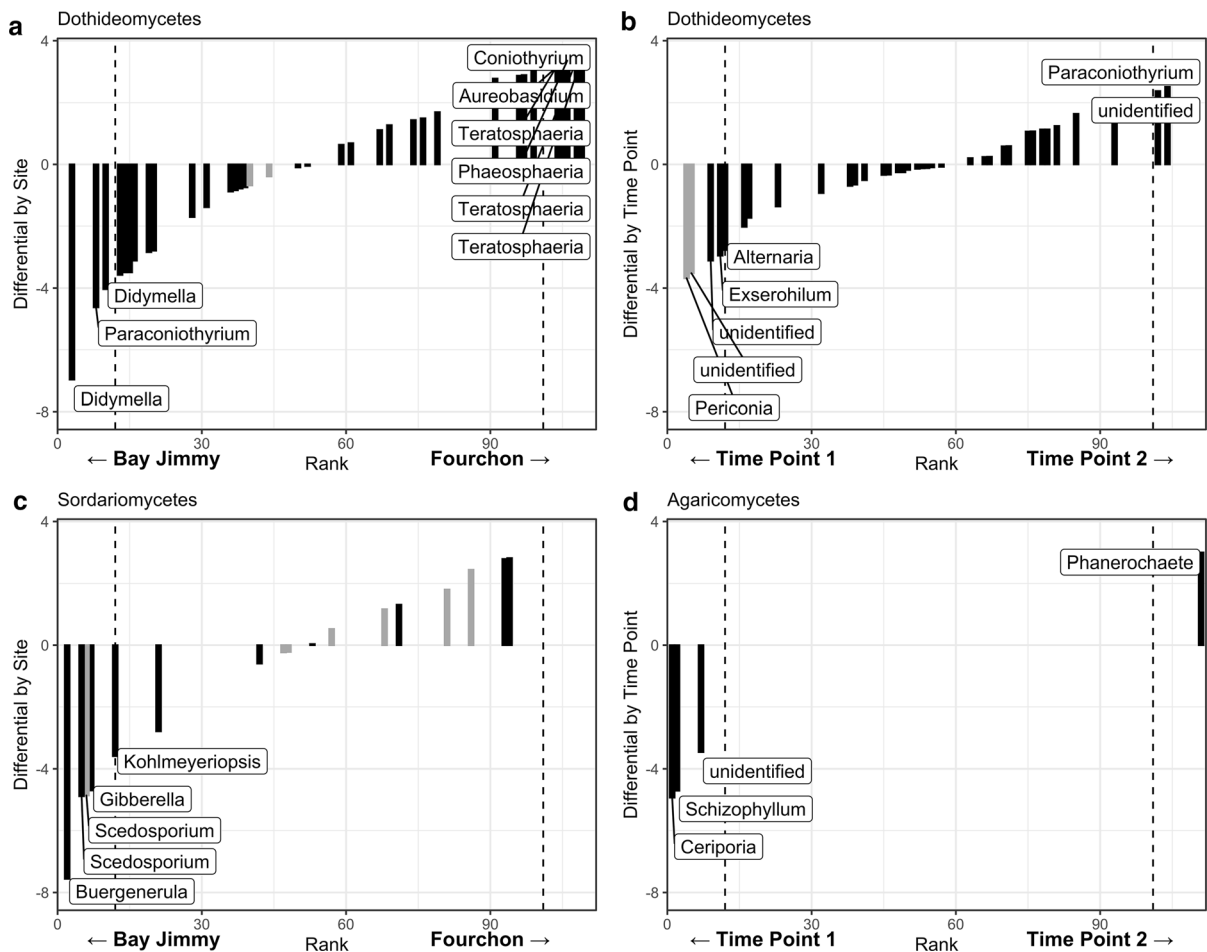 a
Dothideomycetes
Differential by Site
4
0
-4
-8
Coniothyrium
Aureobasidium
Teratosphaeria
Phaeosphaeria
Teratosphaeria
Teratosphaeria
Didymella
Paraconiothyrium
Didymella
0 30 60 90
← Bay Jimmy Rank Fourchon →
b
Dothideomycetes
Differential by Time Point
4
0
-4
-8
Paraconiothyrium
unidentified
Alternaria
Exserohilum
unidentified
unidentified
Periconia
0 30 60 90
← Time Point 1 Rank Time Point 2 →
c
Sordariomycetes
Differential by Site
4
0
-4
-8
Kohlmeyeriopsis
Gibberella
Scedosporium
Scedosporium
Buergenerula
0 30 60 90
← Bay Jimmy Rank Fourchon →
d
Agaricomycetes
Differential by Time Point
4
0
-4
-8
Phanerochaete
unidentified
Schizophyllum
Ceriporia
0 30 60 90
← Time Point 1 Rank Time Point 2 →